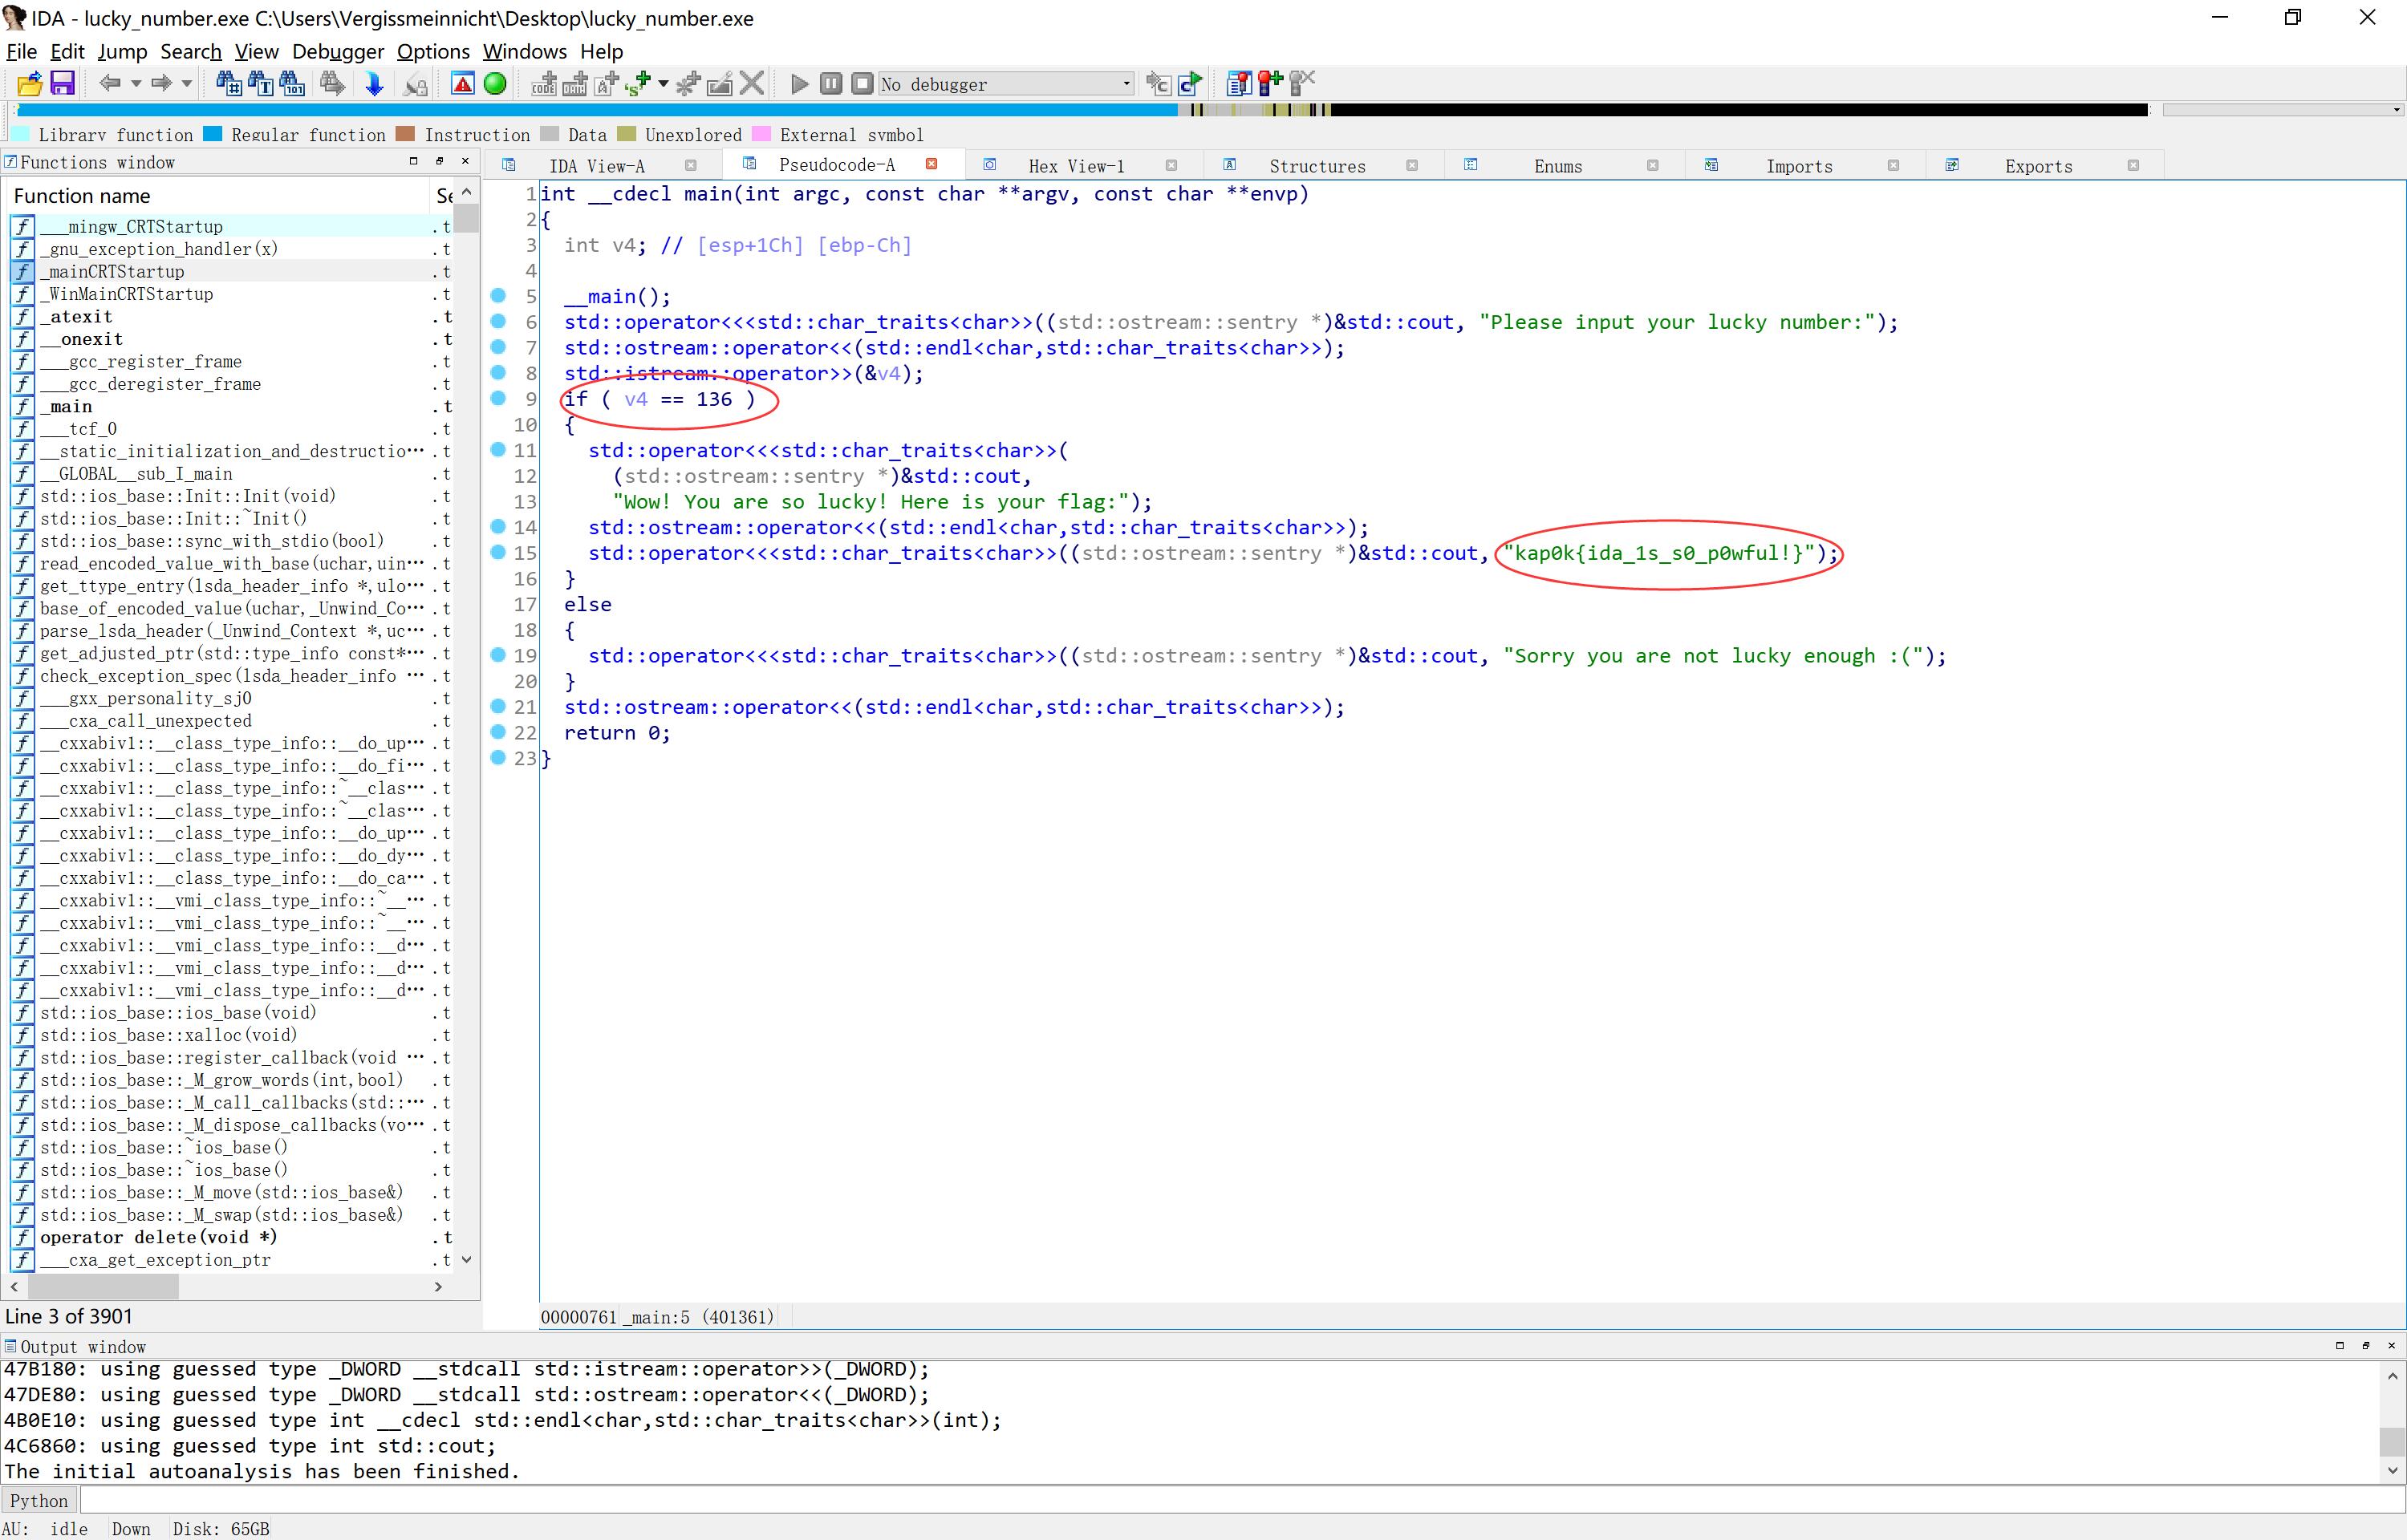 IDA - lucky_number.exe C:\Users\Vergissmeinnicht\Desktop\lucky_number.exe
File Edit Jump Search View Debugger Options Windows Help
No debugger
Library function Regular function Instruction Data Unexplored External symbol
Functions window
IDA View-A Pseudocode-A Hex View-1 Structures Enums Imports Exports
Function name
___mingw_CRTStartup .t
_gnu_exception_handler(x) .t
_mainCRTStartup .t
_WinMainCRTStartup .t
_atexit .t
__onexit .t
___gcc_register_frame .t
___gcc_deregister_frame .t
_main .t
___tcf_0 .t
__static_initialization_and_destructio… .t
__GLOBAL__sub_I_main .t
std::ios_base::Init::Init(void) .t
std::ios_base::Init::~Init() .t
std::ios_base::sync_with_stdio(bool) .t
read_encoded_value_with_base(uchar,uin… .t
get_ttype_entry(lsda_header_info *,ulo… .t
base_of_encoded_value(uchar,_Unwind_Co… .t
parse_lsda_header(_Unwind_Context *,uc… .t
get_adjusted_ptr(std::type_info const*… .t
check_exception_spec(lsda_header_info … .t
___gxx_personality_sj0 .t
___cxa_call_unexpected .t
__cxxabiv1::__class_type_info::__do_up… .t
__cxxabiv1::__class_type_info::__do_fi… .t
__cxxabiv1::__class_type_info::~__clas… .t
__cxxabiv1::__class_type_info::~__clas… .t
__cxxabiv1::__class_type_info::__do_up… .t
__cxxabiv1::__class_type_info::__do_dy… .t
__cxxabiv1::__class_type_info::__do_ca… .t
__cxxabiv1::__vmi_class_type_info::~__… .t
__cxxabiv1::__vmi_class_type_info::~__… .t
__cxxabiv1::__vmi_class_type_info::__d… .t
__cxxabiv1::__vmi_class_type_info::__d… .t
__cxxabiv1::__vmi_class_type_info::__d… .t
std::ios_base::ios_base(void) .t
std::ios_base::xalloc(void) .t
std::ios_base::register_callback(void … .t
std::ios_base::_M_grow_words(int,bool) .t
std::ios_base::_M_call_callbacks(std::… .t
std::ios_base::_M_dispose_callbacks(vo… .t
std::ios_base::~ios_base() .t
std::ios_base::~ios_base() .t
std::ios_base::_M_move(std::ios_base&) .t
std::ios_base::_M_swap(std::ios_base&) .t
operator delete(void *) .t
___cxa_get_exception_ptr .t
Line 3 of 3901
1 int __cdecl main(int argc, const char **argv, const char **envp)
2 {
3 int v4; // [esp+1Ch] [ebp-Ch]
4
5 __main();
6 std::operator<<<std::char_traits<char>>((std::ostream::sentry *)&std::cout, "Please input your lucky number:");
7 std::ostream::operator<<(std::endl<char,std::char_traits<char>>);
8 std::istream::operator>>(&v4);
9 if ( v4 == 136 )
10 {
11 std::operator<<<std::char_traits<char>>(
12 (std::ostream::sentry *)&std::cout,
13 "Wow! You are so lucky! Here is your flag:");
14 std::ostream::operator<<(std::endl<char,std::char_traits<char>>);
15 std::operator<<<std::char_traits<char>>((std::ostream::sentry *)&std::cout, "kap0k{ida_1s_s0_p0wful!}");
16 }
17 else
18 {
19 std::operator<<<std::char_traits<char>>((std::ostream::sentry *)&std::cout, "Sorry you are not lucky enough :(");
20 }
21 std::ostream::operator<<(std::endl<char,std::char_traits<char>>);
22 return 0;
23 }
00000761 _main:5 (401361)
Output window
47B180: using guessed type _DWORD __stdcall std::istream::operator>>(_DWORD);
47DE80: using guessed type _DWORD __stdcall std::ostream::operator<<(_DWORD);
4B0E10: using guessed type int __cdecl std::endl<char,std::char_traits<char>>(int);
4C6860: using guessed type int std::cout;
The initial autoanalysis has been finished.
Python
AU: idle Down Disk: 65GB